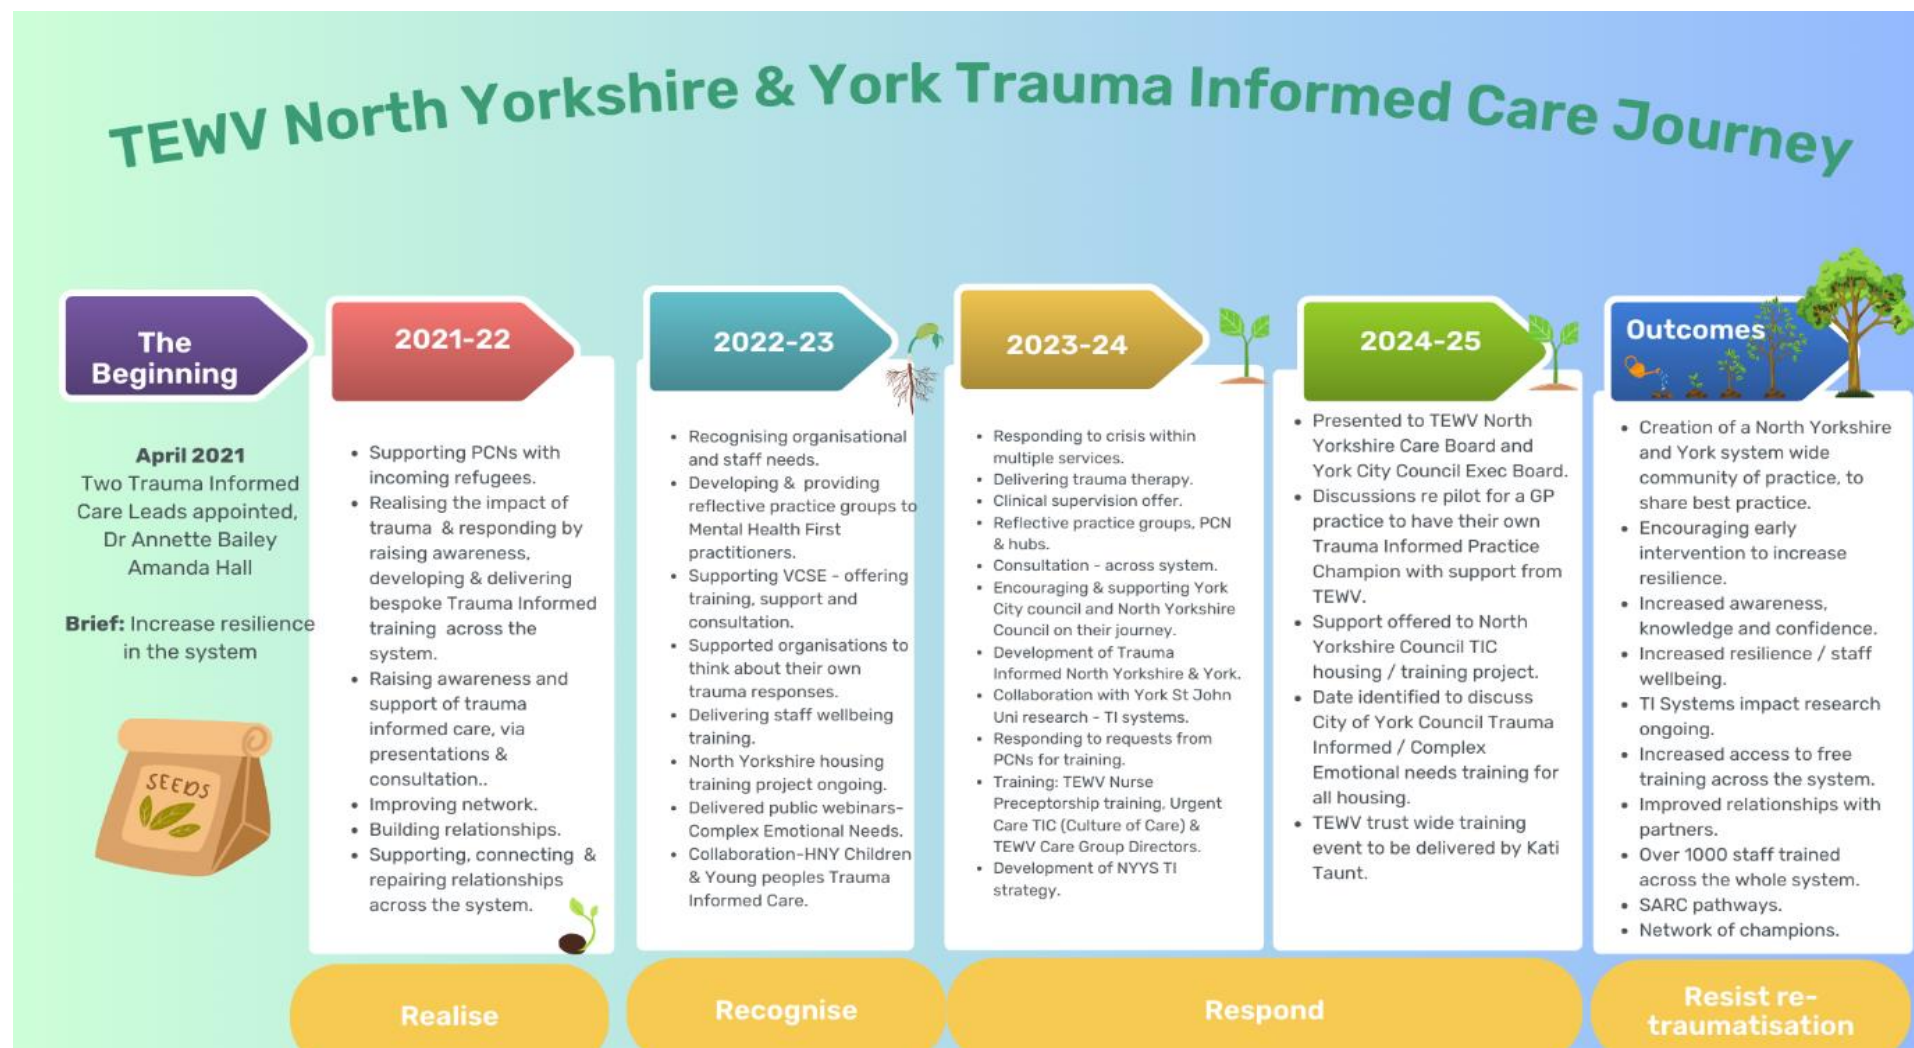 TEWV North Yorkshire & York Trauma Informed Care Journey
The
Beginning
April 2021
Two Trauma Informed
Care Leads appointed,
Dr Annette Bailey
Amanda Hall
Brief: Increase resilience
in the system
SEEDS
2021-22
• Supporting PCNs with
incoming refugees.
• Realising the impact of
trauma & responding by
raising awareness,
developing & delivering
bespoke Trauma Informed
training across the
system.
• Raising awareness and
support of trauma
informed care, via
presentations &
consultation..
• Improving network.
• Building relationships.
• Supporting, connecting &
repairing relationships
across the system.
Realise
2022-23
• Recognising organisational
and staff needs.
• Developing & providing
reflective practice groups to
Mental Health First
practitioners.
• Supporting VCSE - offering
training, support and
consultation.
• Supported organisations to
think about their own
trauma responses.
• Delivering staff wellbeing
training.
• North Yorkshire housing
training project ongoing.
• Delivered public webinars-
Complex Emotional Needs.
• Collaboration-HNY Children
& Young peoples Trauma
Informed Care.
Recognise
2023-24
• Responding to crisis within
multiple services.
• Delivering trauma therapy.
• Clinical supervision offer.
• Reflective practice groups, PCN
& hubs.
• Consultation - across system.
• Encouraging & supporting York
City council and North Yorkshire
Council on their journey.
• Development of Trauma
Informed North Yorkshire & York.
• Collaboration with York St John
Uni research - TI systems.
• Responding to requests from
PCNs for training.
• Training: TEWV Nurse
Preceptorship training, Urgent
Care TIC (Culture of Care) &
TEWV Care Group Directors.
• Development of NYYS TI
strategy.
2024-25
• Presented to TEWV North
Yorkshire Care Board and
York City Council Exec Board.
• Discussions re pilot for a GP
practice to have their own
Trauma Informed Practice
Champion with support from
TEWV.
• Support offered to North
Yorkshire Council TIC
housing / training project.
• Date identified to discuss
City of York Council Trauma
Informed / Complex
Emotional needs training for
all housing.
• TEWV trust wide training
event to be delivered by Kati
Taunt.
Respond
Outcomes
• Creation of a North Yorkshire
and York system wide
community of practice, to
share best practice.
• Encouraging early
intervention to increase
resilience.
• Increased awareness,
knowledge and confidence.
• Increased resilience / staff
wellbeing.
• TI Systems impact research
ongoing.
• Increased access to free
training across the system.
• Improved relationships with
partners.
• Over 1000 staff trained
across the whole system.
• SARC pathways.
• Network of champions.
Resist re-
traumatisation